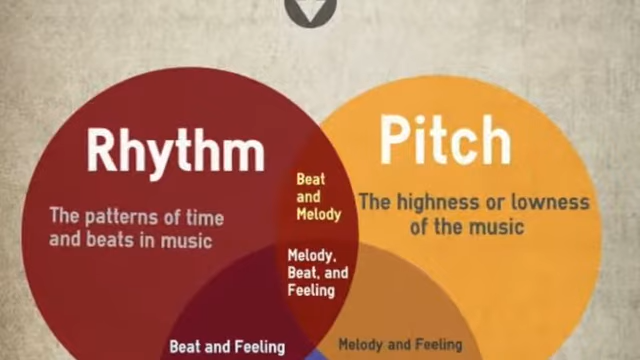 Rhythm
The patterns of time
and beats in music
Beat
and
Melody
Pitch
The highness or lowness
of the music
Melody,
Beat, and
Feeling
Beat and Feeling
Melody and Feeling